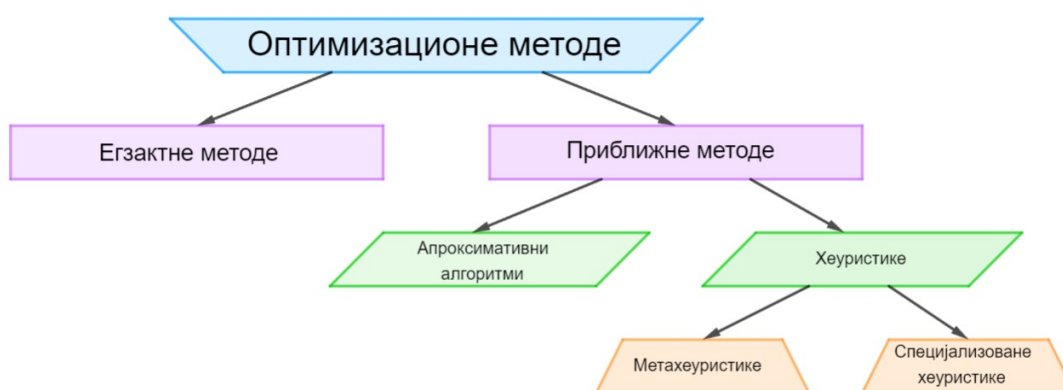 Оптимизационе методе
Егзактне методе
Приближне методе
Апроксимативни
алгоритми
Хеуристике
Метахеуристике
Специјализоване
хеуристике